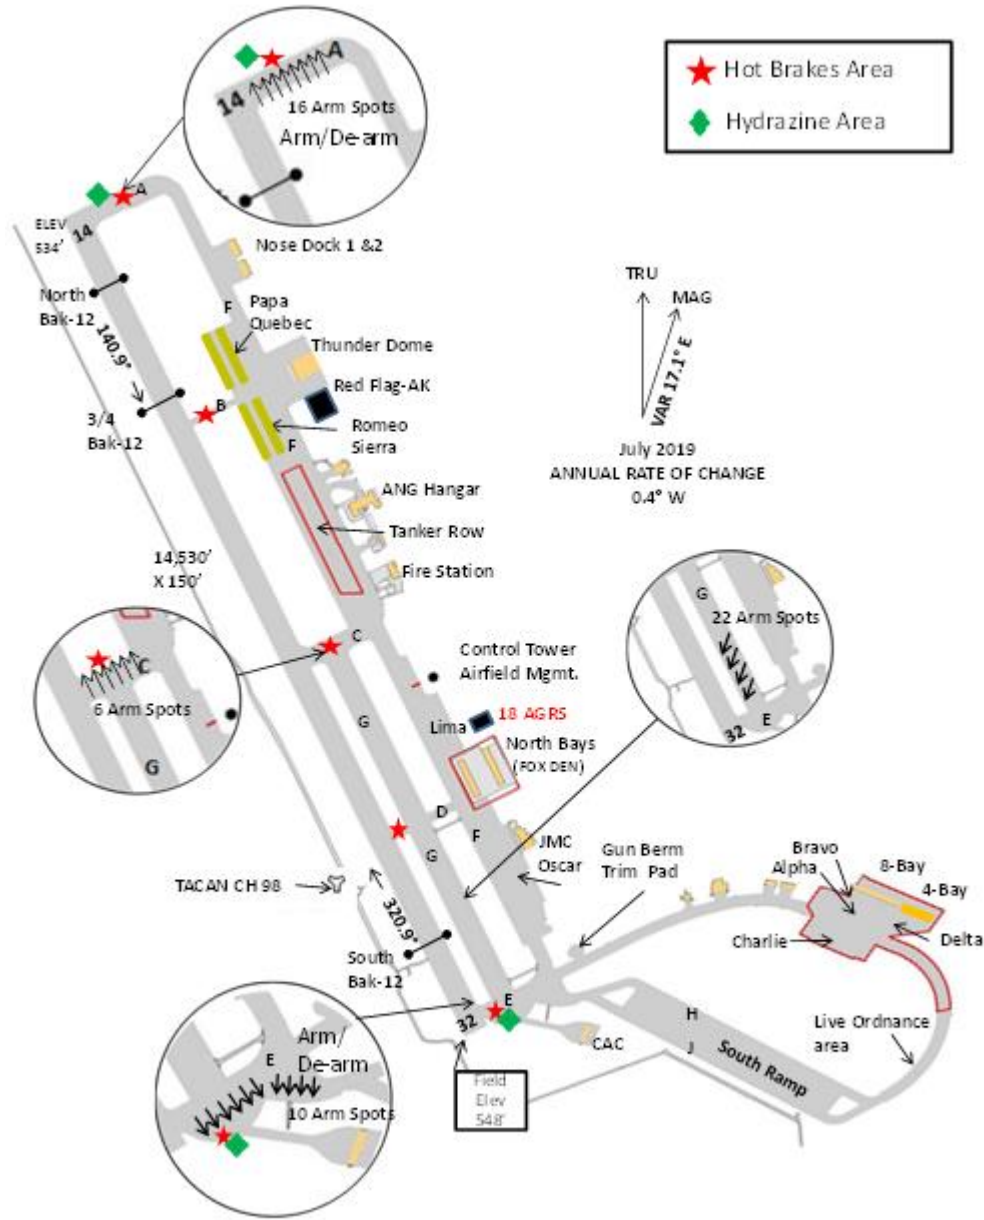 A
14
16 Arm Spots
Arm/De-arm
Hot Brakes Area
Hydrazine Area
A
ELEV
534'
14
Nose Dock 1 &2
TRU
MAG
VAR 17.1° E
July 2019
ANNUAL RATE OF CHANGE
0.4° W
North
Bak-12
140.9°
F
Papa
Quebec
Thunder Dome
Red Flag-AK
B
3/4
Bak-12
Romeo
Sierra
F
ANG Hangar
Tanker Row
14,530'
X 150'
Fire Station
C
C
6 Arm Spots
G
Control Tower
Airfield Mgmt.
G
22 Arm Spots
E
32
G
Lima
18 AGRS
North Bays
(FOX DEN)
D
F
G
JMC
Oscar
Gun Berm
Trim Pad
Bravo
Alpha
8-Bay
4-Bay
Charlie
Delta
TACAN CH 98
320.9°
South
Bak-12
E
32
CAC
H
J
South Ramp
Live Ordnance
area
Arm/
De-arm
E
10 Arm Spots
Field
Elev
548'